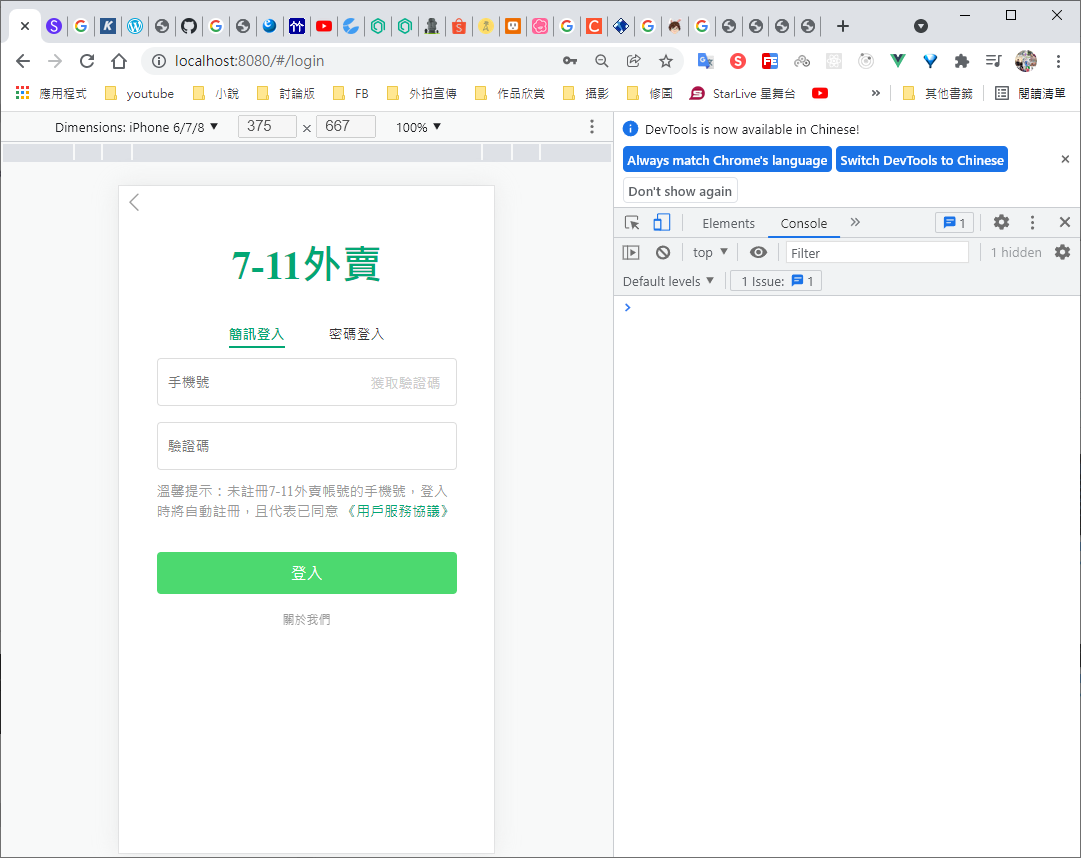 localhost:8080/#/login
應用程式 youtube 小說 討論版 FB 外拍宣傳 作品欣賞 攝影 修圖 StarLive 星舞台 » 其他書籤 閱讀清單
Dimensions: iPhone 6/7/8 ▼ 375 × 667 100% ▼
7-11外賣
簡訊登入 密碼登入
手機號 獲取驗證碼
驗證碼
溫馨提示：未註冊7-11外賣帳號的手機號，登入
時將自動註冊，且代表已同意 《用戶服務協議》
登入
關於我們
DevTools is now available in Chinese!
Always match Chrome's language Switch DevTools to Chinese
Don't show again
Elements Console » 1
top ▼ Filter 1 hidden
Default levels ▼ 1 Issue: 1